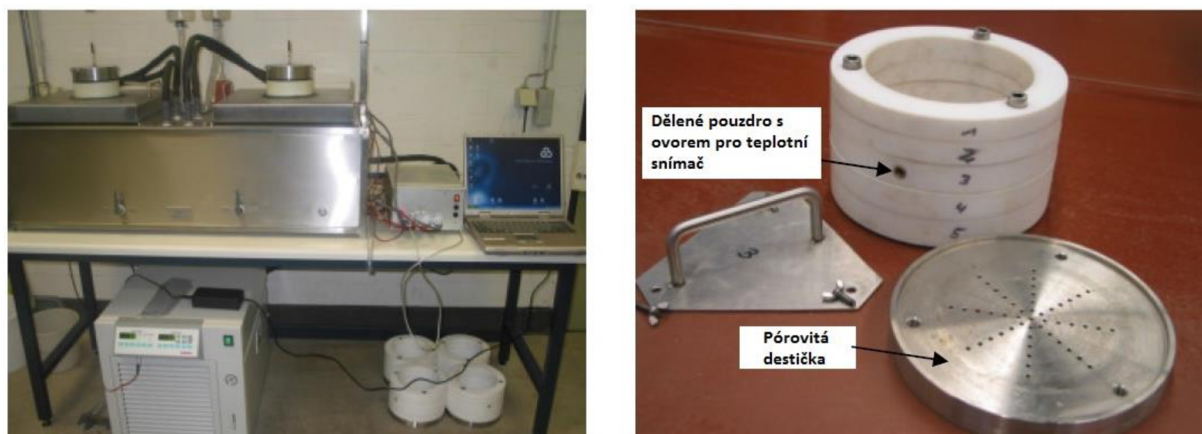 Dělené pouzdro s
ovorem pro teplotní
snímač
1
2
3
4
5
3
Pórovitá
destička